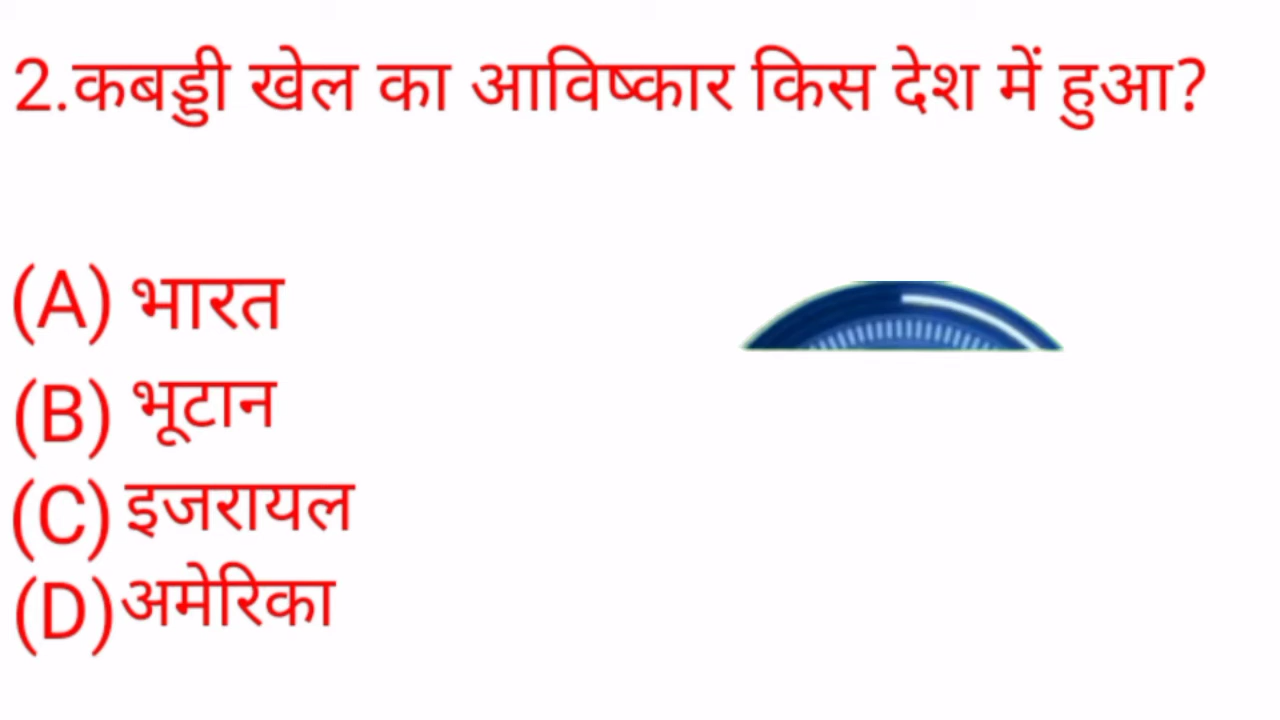 2.कबड्डी खेल का आविष्कार किस देश में हुआ?
(A) भारत
(B) भूटान
(C) इजरायल
(D) अमेरिका